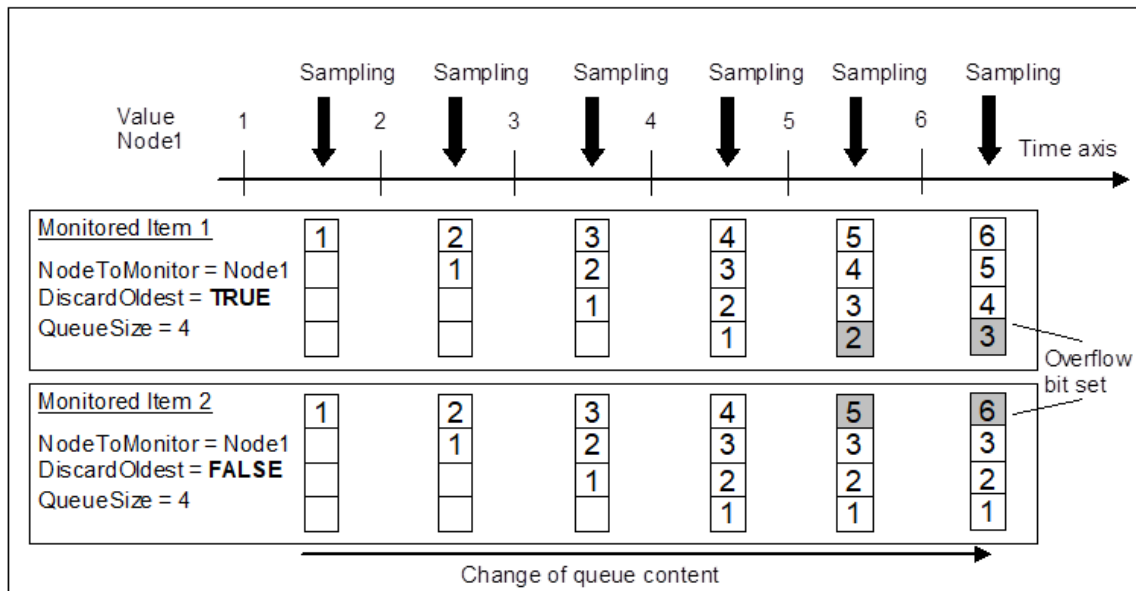 Sampling Sampling Sampling Sampling Sampling Sampling
Value
Node1
1 2 3 4 5 6
Time axis
Monitored Item 1
NodeToMonitor = Node1
DiscardOldest = TRUE
QueueSize = 4
1 2 3 4 5 6
1 2 3 4 5
1 2 3 4
1 2 3
Overflow
bit set
Monitored Item 2
NodeToMonitor = Node1
DiscardOldest = FALSE
QueueSize = 4
1 2 3 4 5 6
1 2 3 3 3
1 2 2 2
1 1 1
Change of queue content